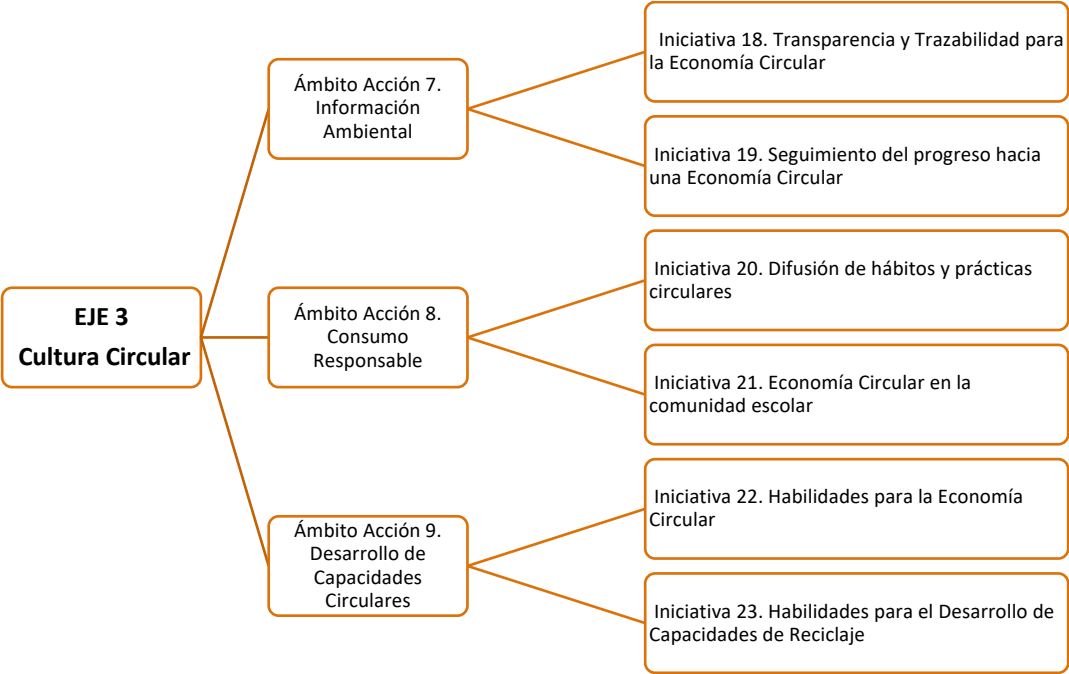 EJE 3
Cultura Circular
Ámbito Acción 7.
Información
Ambiental
Iniciativa 18. Transparencia y Trazabilidad para
la Economía Circular
Iniciativa 19. Seguimiento del progreso hacia
una Economía Circular
Ámbito Acción 8.
Consumo
Responsable
Iniciativa 20. Difusión de hábitos y prácticas
circulares
Iniciativa 21. Economía Circular en la
comunidad escolar
Ámbito Acción 9.
Desarrollo de
Capacidades
Circulares
Iniciativa 22. Habilidades para la Economía
Circular
Iniciativa 23. Habilidades para el Desarrollo de
Capacidades de Reciclaje